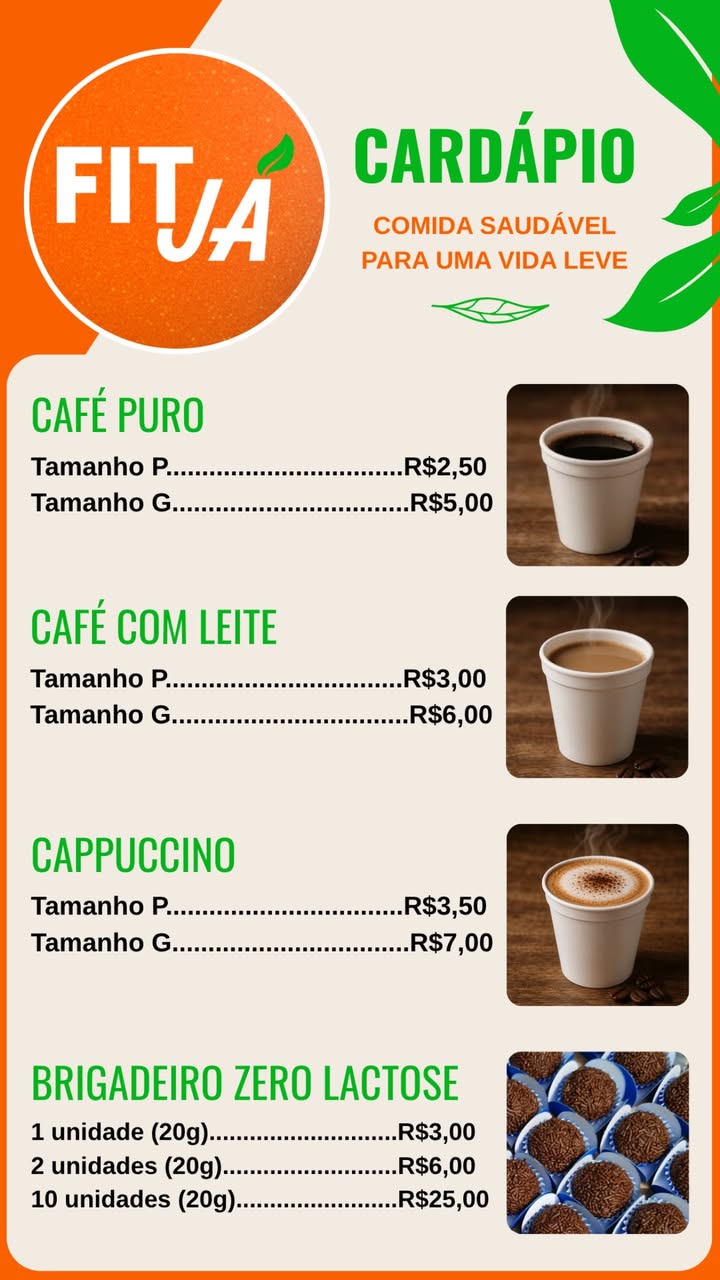 FIT JÁ
CARDÁPIO
COMIDA SAUDÁVEL
PARA UMA VIDA LEVE
CAFÉ PURO
Tamanho P.................................R$2,50
Tamanho G.................................R$5,00
CAFÉ COM LEITE
Tamanho P.................................R$3,00
Tamanho G.................................R$6,00
CAPPUCCINO
Tamanho P.................................R$3,50
Tamanho G.................................R$7,00
BRIGADEIRO ZERO LACTOSE
1 unidade (20g)............................R$3,00
2 unidades (20g)..........................R$6,00
10 unidades (20g)........................R$25,00